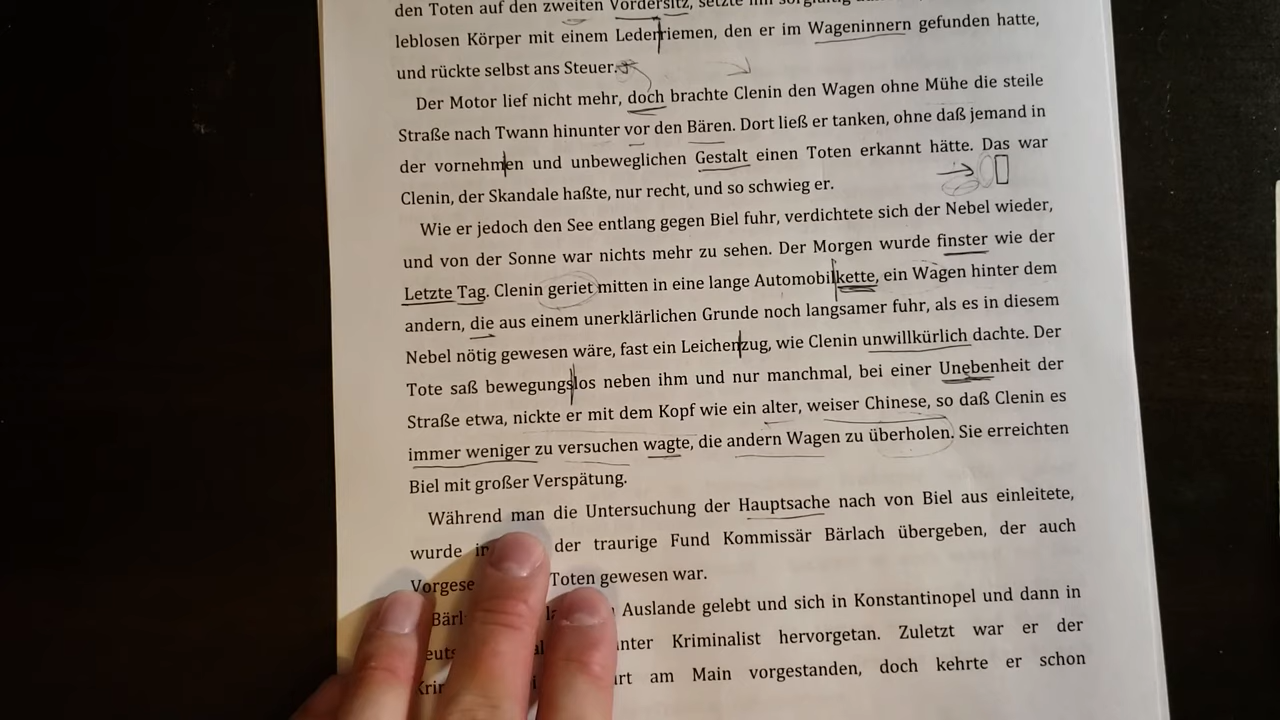 den Toten auf den zweiten Vordersitz, setzte ihn sorgfältig
leblosen Körper mit einem Lederriemen, den er im Wageninnern gefunden hatte,
und rückte selbst ans Steuer.
Der Motor lief nicht mehr, doch brachte Clenin den Wagen ohne Mühe die steile
Straße nach Twann hinunter vor den Bären. Dort ließ er tanken, ohne daß jemand in
der vornehmen und unbeweglichen Gestalt einen Toten erkannt hätte. Das war
Clenin, der Skandale haßte, nur recht, und so schwieg er.
Wie er jedoch den See entlang gegen Biel fuhr, verdichtete sich der Nebel wieder,
und von der Sonne war nichts mehr zu sehen. Der Morgen wurde finster wie der
Letzte Tag. Clenin geriet mitten in eine lange Automobilkette, ein Wagen hinter dem
andern, die aus einem unerklärlichen Grunde noch langsamer fuhr, als es in diesem
Nebel nötig gewesen wäre, fast ein Leichenzug, wie Clenin unwillkürlich dachte. Der
Tote saß bewegungslos neben ihm und nur manchmal, bei einer Unebenheit der
Straße etwa, nickte er mit dem Kopf wie ein alter, weiser Chinese, so daß Clenin es
immer weniger zu versuchen wagte, die andern Wagen zu überholen. Sie erreichten
Biel mit großer Verspätung.
Während man die Untersuchung der Hauptsache nach von Biel aus einleitete,
wurde der traurige Fund Kommissär Bärlach übergeben, der auch
Toten gewesen war.
Auslande gelebt und sich in Konstantinopel und dann in
Kriminalist hervorgetan. Zuletzt war er der
am Main vorgestanden, doch kehrte er schon